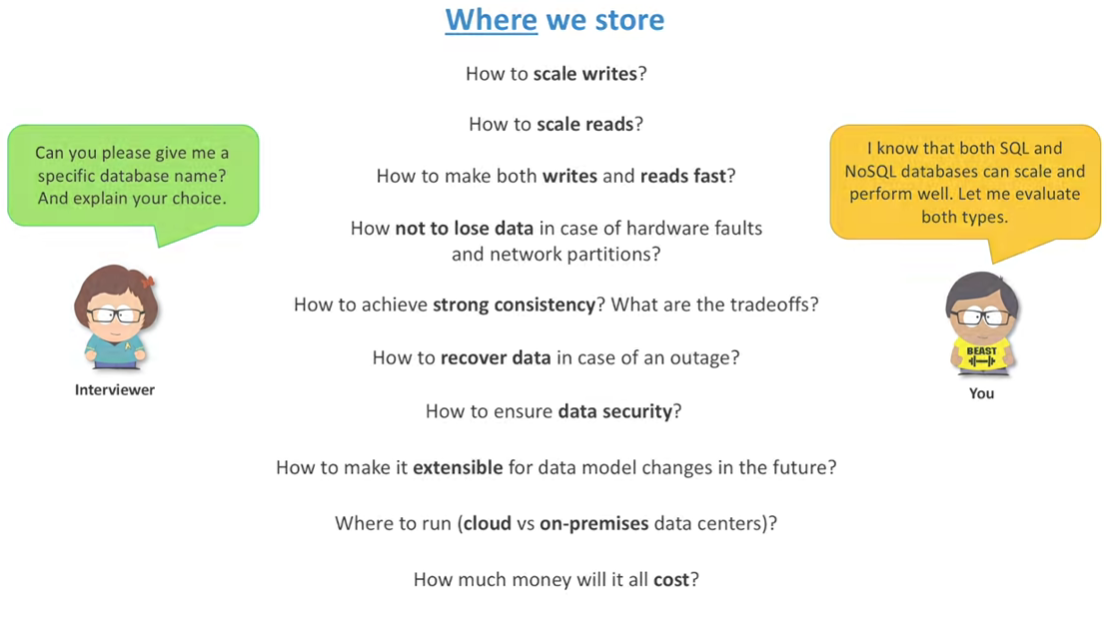 Where we store
How to scale writes?
How to scale reads?
Can you please give me a
specific database name?
And explain your choice.
I know that both SQL and
NoSQL databases can scale and
perform well. Let me evaluate
both types.
How to make both writes and reads fast?
How not to lose data in case of hardware faults
and network partitions?
How to achieve strong consistency? What are the tradeoffs?
How to recover data in case of an outage?
BEAST
Interviewer
You
How to ensure data security?
How to make it extensible for data model changes in the future?
Where to run (cloud vs on-premises data centers)?
How much money will it all cost?